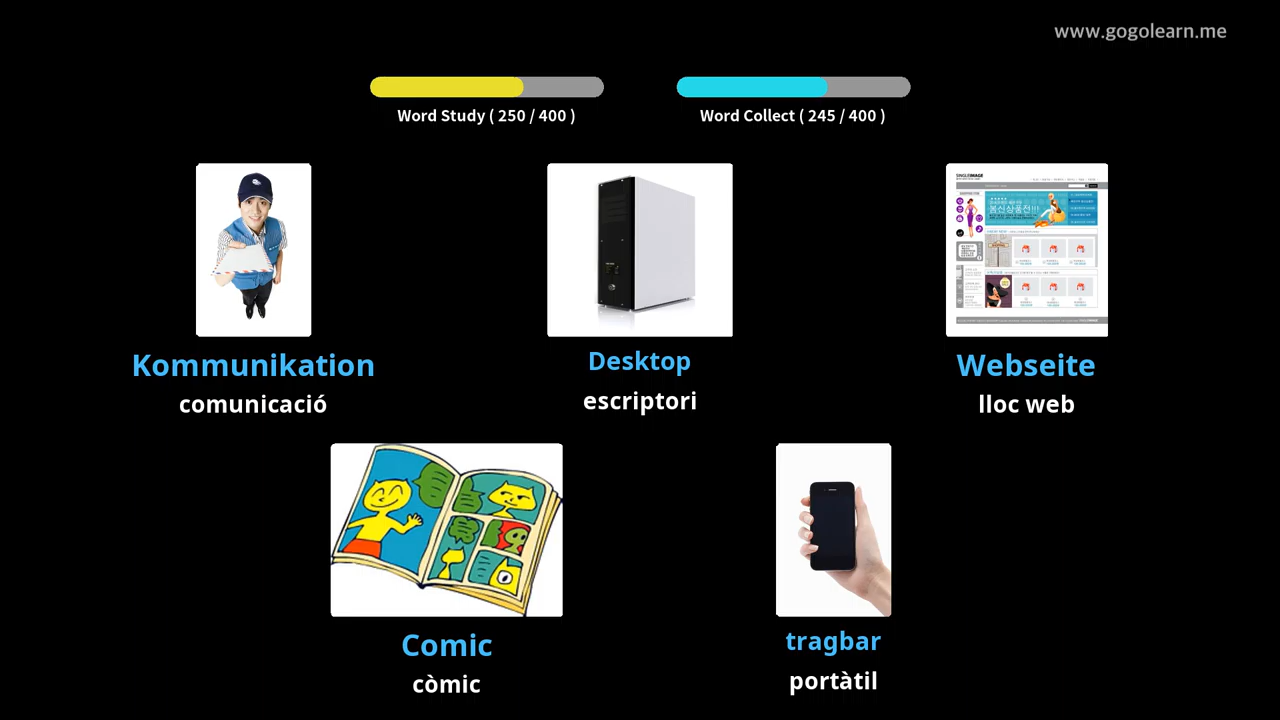 www.gogolearn.me
Word Study ( 250 / 400 )
Word Collect ( 245 / 400 )
SINGLEIMAGE
Kommunikation
comunicació
Desktop
escriptori
Webseite
lloc web
Comic
còmic
tragbar
portàtil